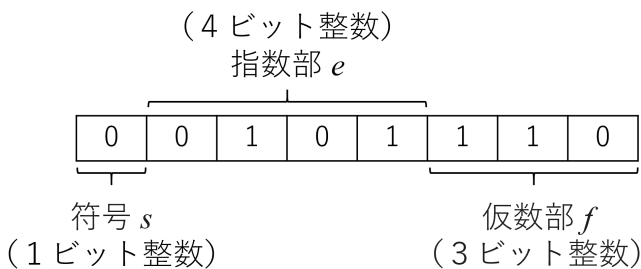 （4ビット整数）
指数部 e
0 0 1 0 1 1 1 0
符号 s
（1ビット整数）
仮数部 f
（3ビット整数）